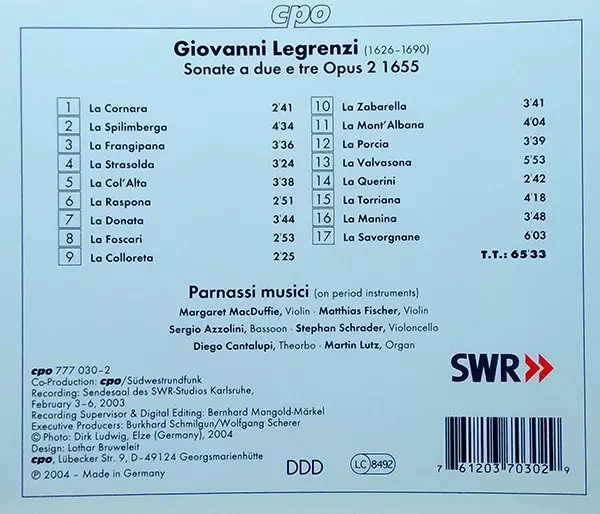 cpo
Giovanni Legrenzi (1626–1690)
Sonate a due e tre Opus 2 1655
1 La Cornara 2'41
2 La Spilimberga 4'34
3 La Frangipana 3'36
4 La Strasolda 3'24
5 La Col'Alta 3'38
6 La Raspona 2'51
7 La Donata 3'44
8 La Foscari 2'53
9 La Colloreta 2'25
10 La Zabarella 3'41
11 La Mont'Albana 4'04
12 La Porcia 3'39
13 La Valvasona 5'53
14 La Querini 2'42
15 La Torriana 4'18
16 La Manina 3'48
17 La Savorgnane 6'03
T.T.: 65'33
Parnassi musici (on period instruments)
Margaret MacDuffie, Violin · Matthias Fischer, Violin
Sergio Azzolini, Bassoon · Stephan Schrader, Violoncello
Diego Cantalupi, Theorbo · Martin Lutz, Organ
cpo 777 030–2
Co-Production: cpo/Südwestrundfunk
Recording: Sendesaal des SWR-Studios Karlsruhe,
February 3–6, 2003
Recording Supervisor & Digital Editing: Bernhard Mangold-Märkel
Executive Producers: Burkhard Schmilgun/Wolfgang Scherer
© Photo: Dirk Ludwig, Elze (Germany), 2004
Design: Lothar Bruweleit
cpo, Lübecker Str. 9, D–49124 Georgsmarienhütte
℗ 2004 – Made in Germany
DDD
LC 8492
SWR
7 61203 70302 9